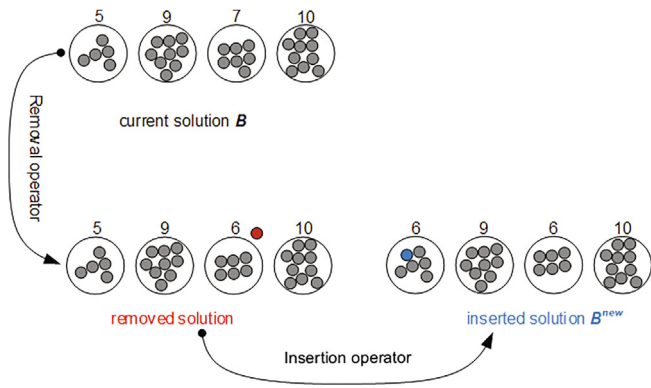 5 9 7 10
current solution B
Removal operator
5 9 6 10
6 9 6 10
removed solution
inserted solution Bnew
Insertion operator